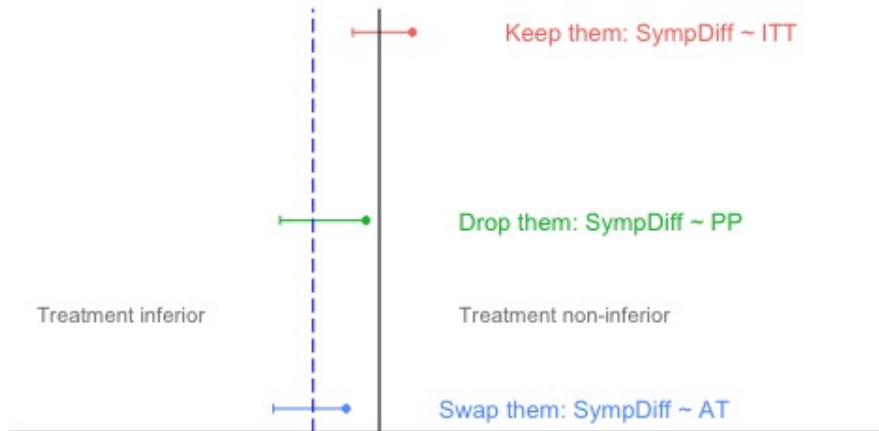 Keep them: SympDiff ~ ITT
Drop them: SympDiff ~ PP
Treatment inferior
Treatment non-inferior
Swap them: SympDiff ~ AT